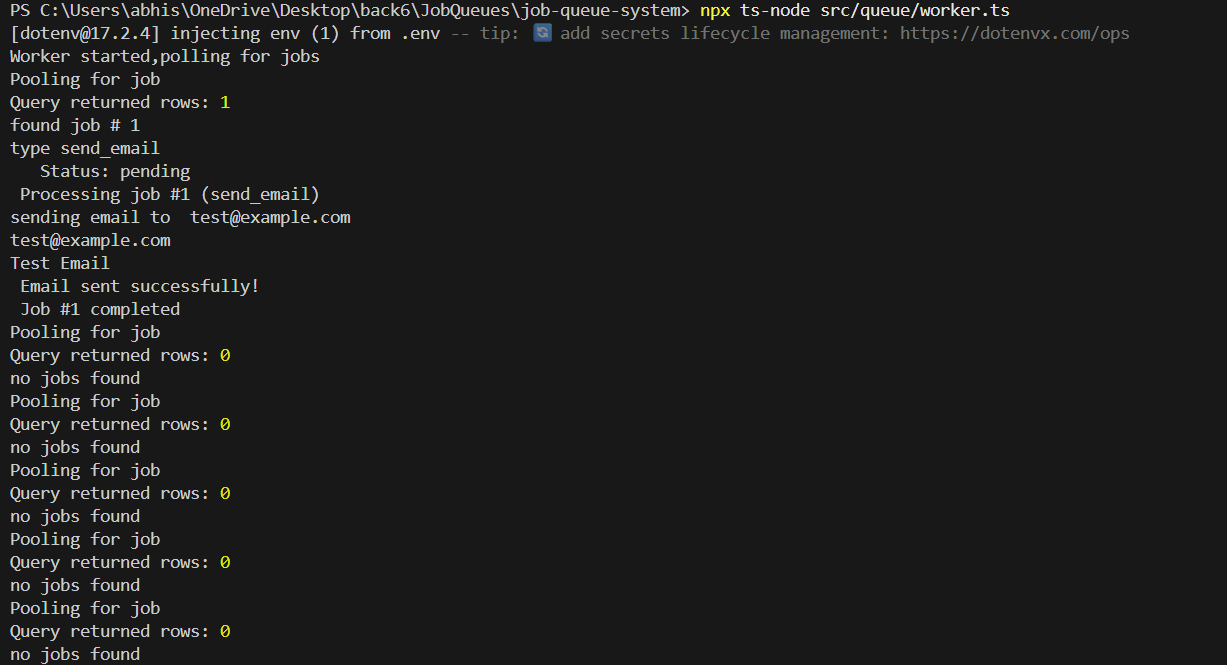 PS C:\Users\abhis\OneDrive\Desktop\back6\JobQueues\job-queue-system> npx ts-node src/queue/worker.ts
[dotenv@17.2.4] injecting env (1) from .env -- tip: 🔄 add secrets lifecycle management: https://dotenvx.com/ops
Worker started,polling for jobs
Pooling for job
Query returned rows: 1
found job # 1
type send_email
   Status: pending
 Processing job #1 (send_email)
sending email to  test@example.com
test@example.com
Test Email
 Email sent successfully!
 Job #1 completed
Pooling for job
Query returned rows: 0
no jobs found
Pooling for job
Query returned rows: 0
no jobs found
Pooling for job
Query returned rows: 0
no jobs found
Pooling for job
Query returned rows: 0
no jobs found
Pooling for job
Query returned rows: 0
no jobs found